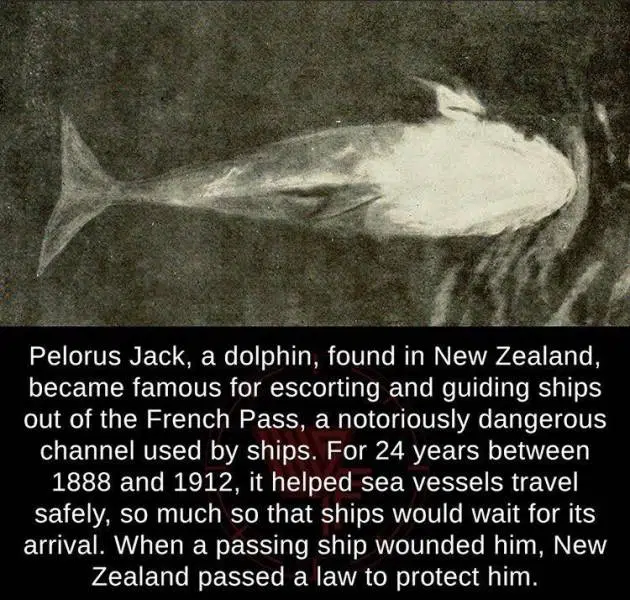 Pelorus Jack, a dolphin, found in New Zealand,
became famous for escorting and guiding ships
out of the French Pass, a notoriously dangerous
channel used by ships. For 24 years between
1888 and 1912, it helped sea vessels travel
safely, so much so that ships would wait for its
arrival. When a passing ship wounded him, New
Zealand passed a law to protect him.